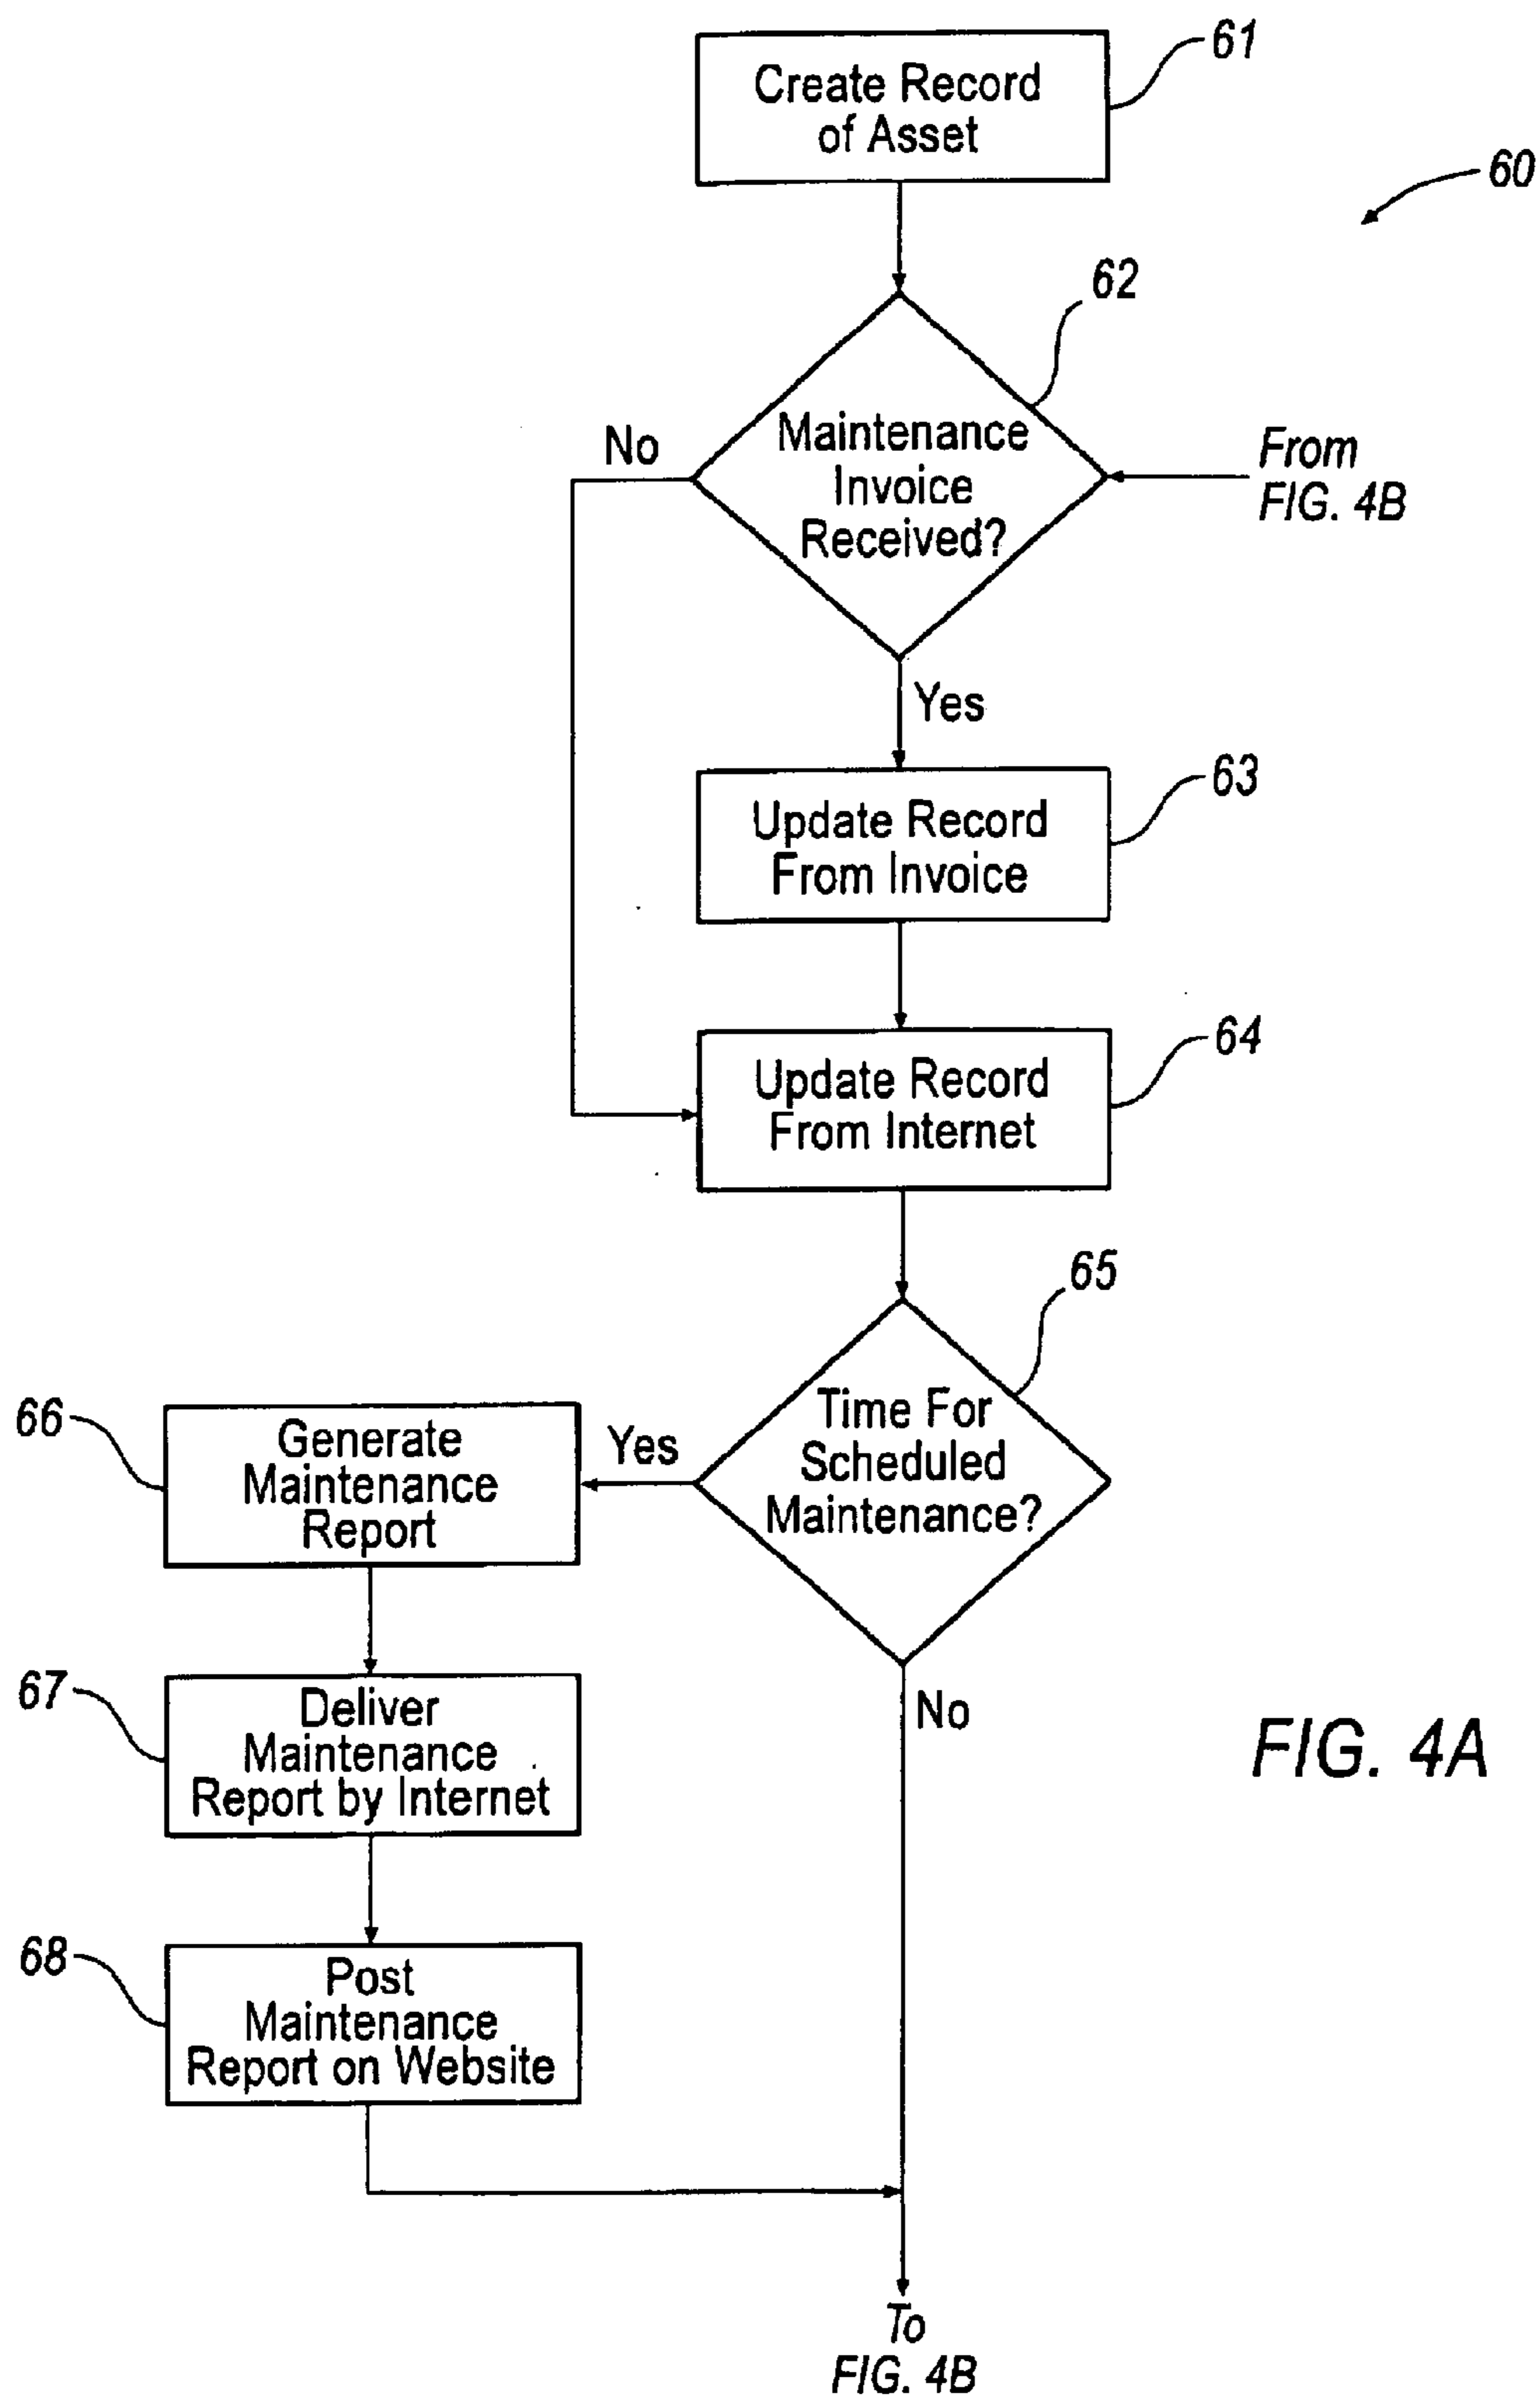 Create Record
of Asset
61
60
62
Maintenance
Invoice
Received?
No
From
FIG. 4B
Yes
Update Record
From Invoice
63
Update Record
From Internet
64
65
Time For
Scheduled
Maintenance?
Yes
66
Generate
Maintenance
Report
67
Deliver
Maintenance
Report by Internet
No
FIG. 4A
68
Post
Maintenance
Report on Website
To
FIG. 4B